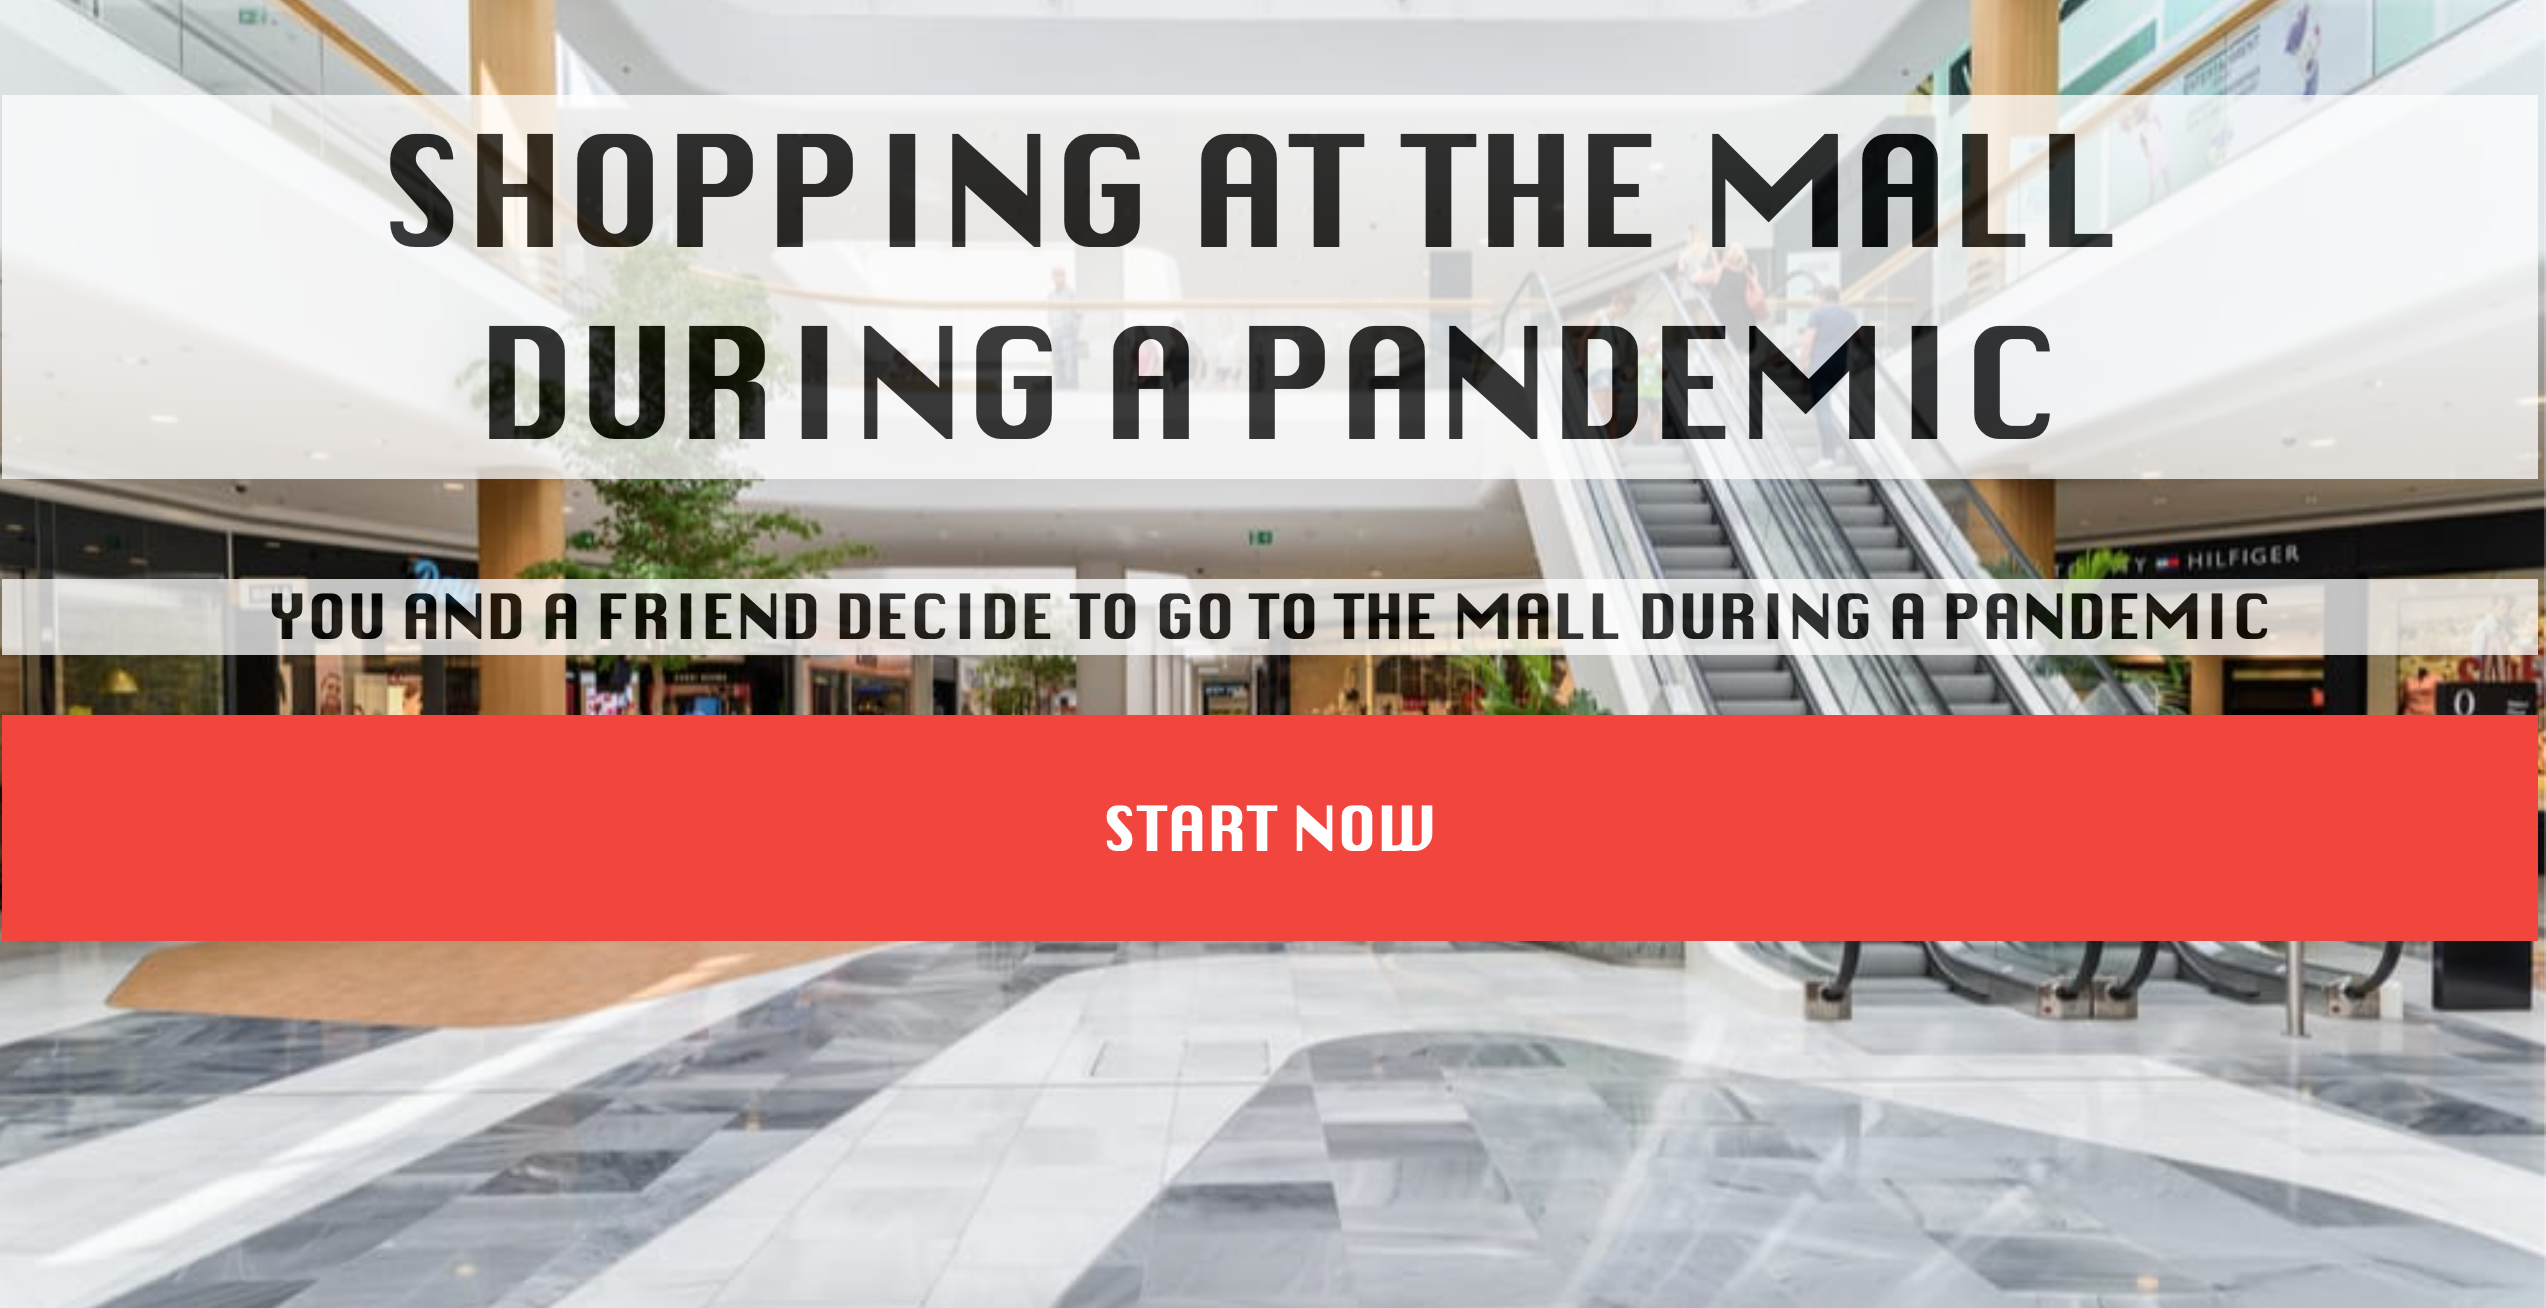 SHOPPING AT THE MALL
DURING A PANDEMIC
HILFIGER
YOU AND A FRIEND DECIDE TO GO TO THE MALL DURING A PANDEMIC
START NOW